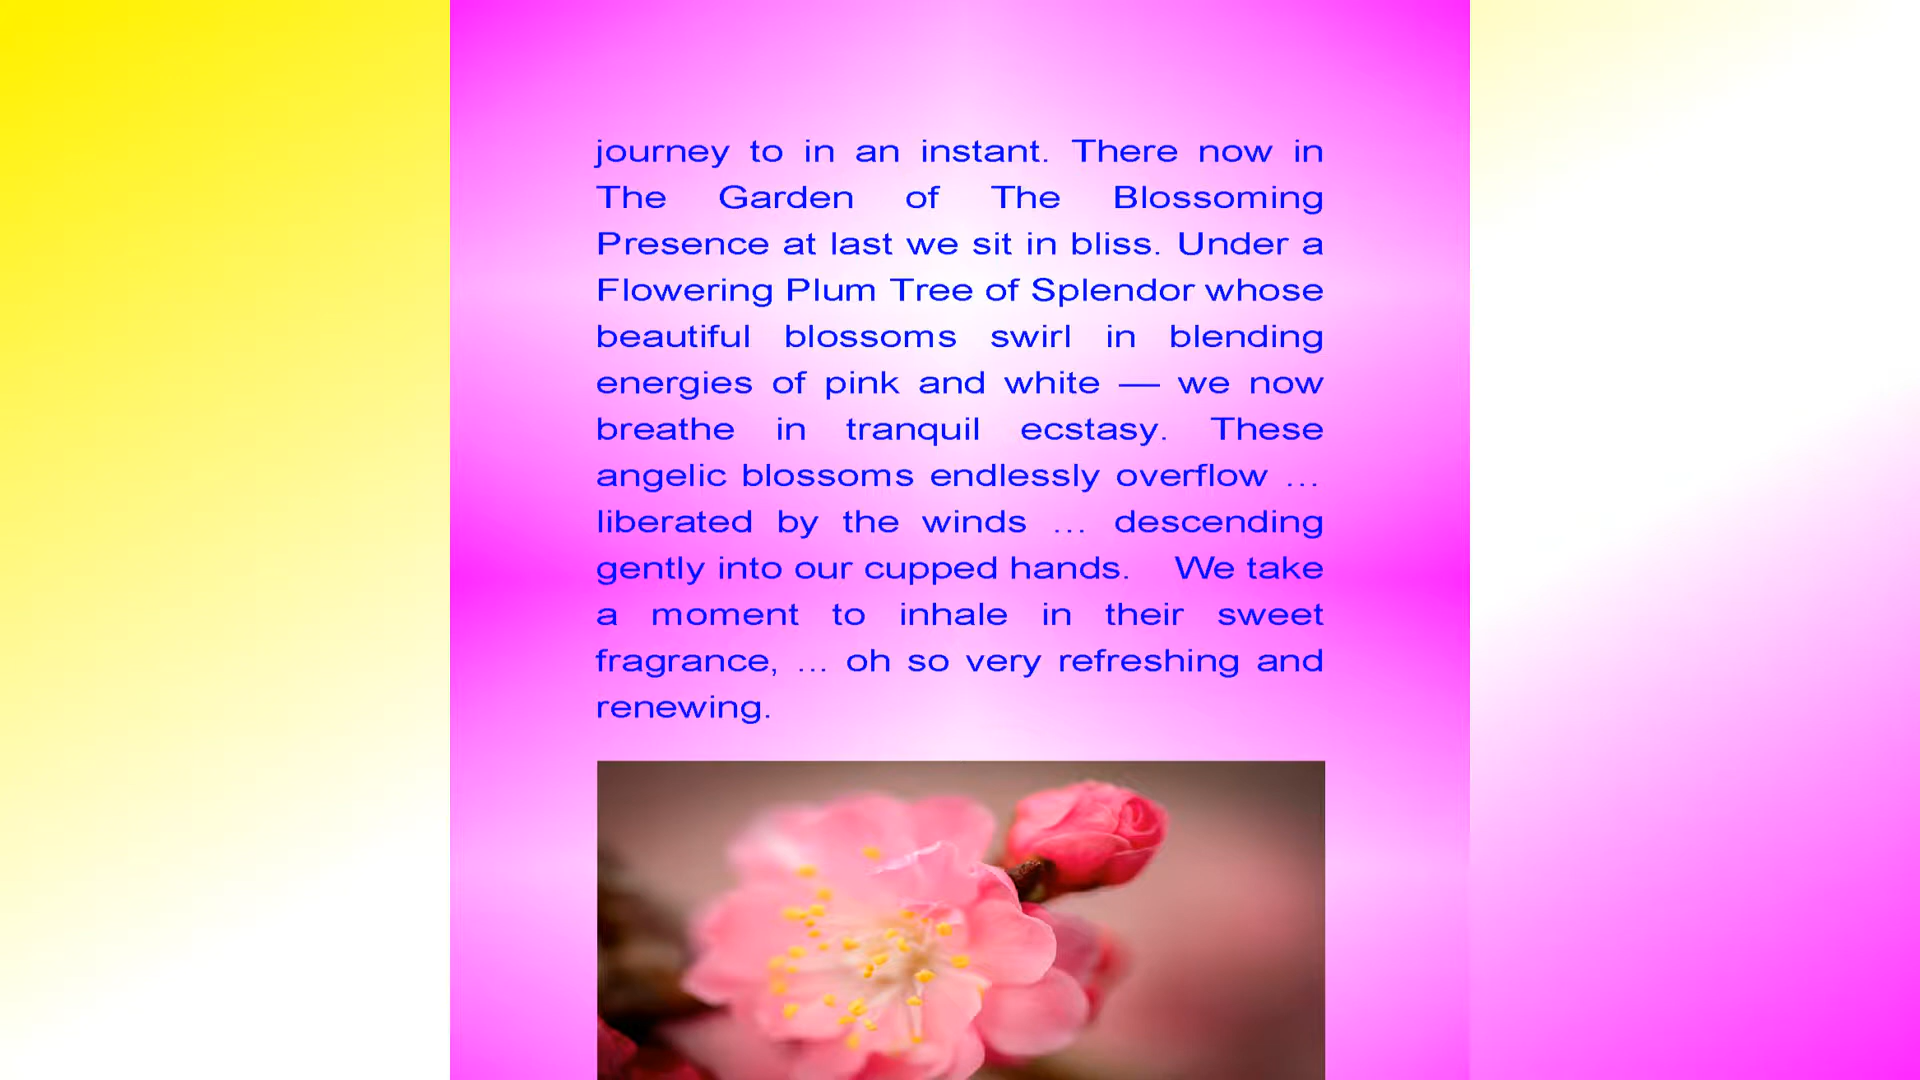 journey to in an instant. There now in
The Garden of The Blossoming
Presence at last we sit in bliss. Under a
Flowering Plum Tree of Splendor whose
beautiful blossoms swirl in blending
energies of pink and white — we now
breathe in tranquil ecstasy. These
angelic blossoms endlessly overflow ...
liberated by the winds ... descending
gently into our cupped hands. We take
a moment to inhale in their sweet
fragrance, ... oh so very refreshing and
renewing.